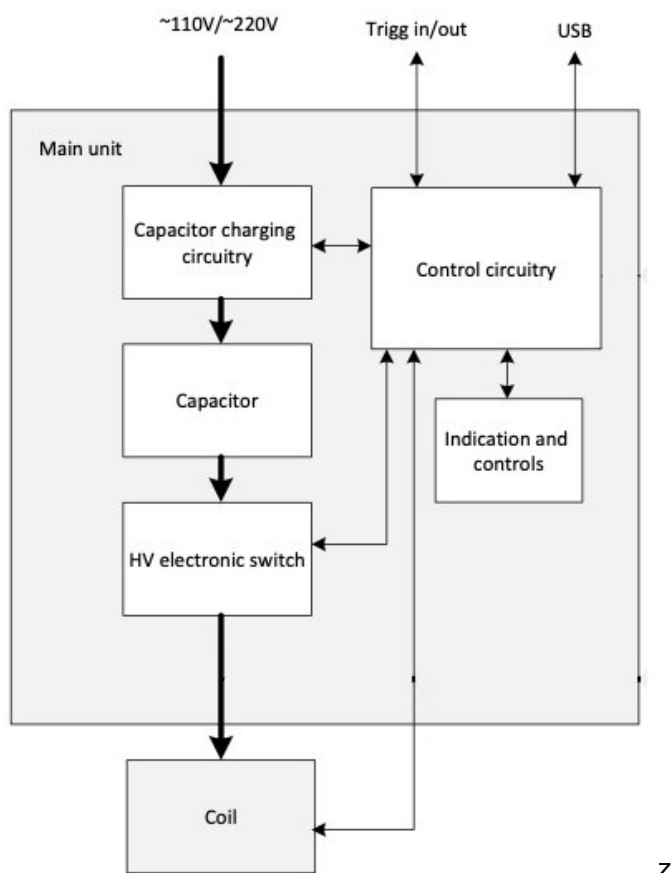 ~110V/~220V
Trigg in/out
USB
Main unit
Capacitor charging
circuitry
Control circuitry
Capacitor
Indication and
controls
HV electronic switch
Coil